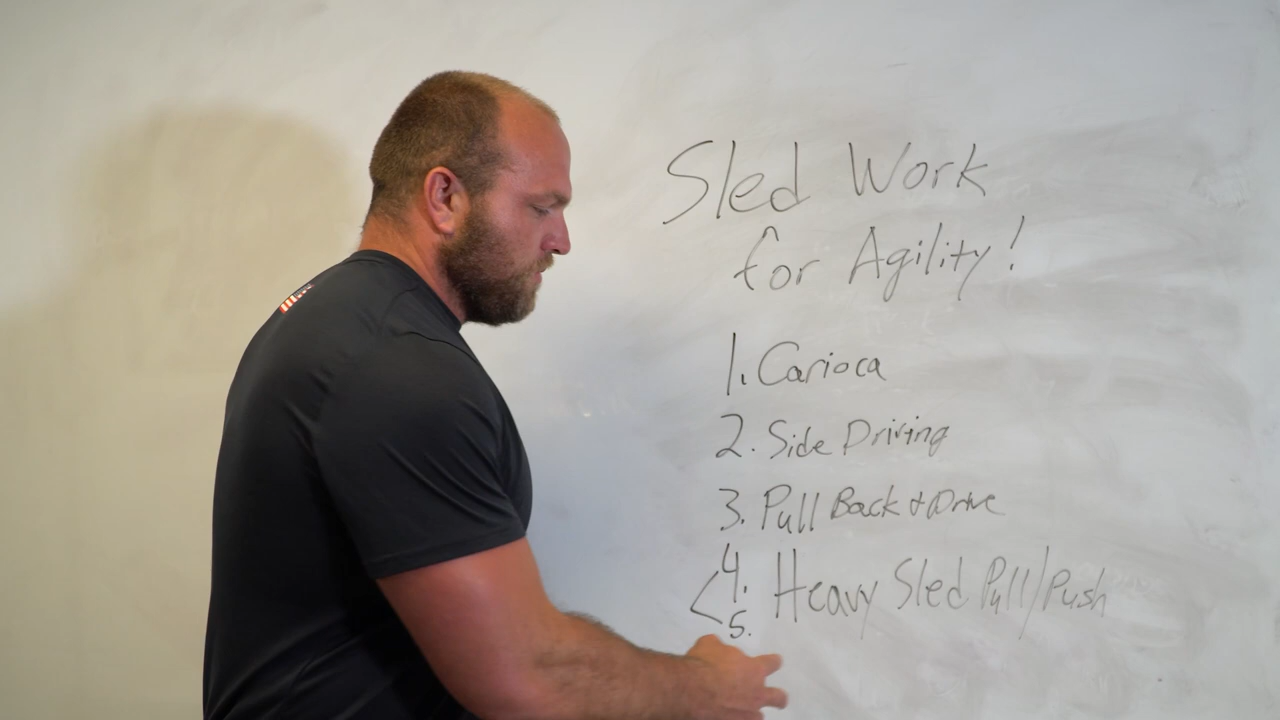 Sled Work
for Agility!
1. Carioca
2. Side Driving
3. Pull Back + Drive
4. Heavy Sled Pull/Push
5.